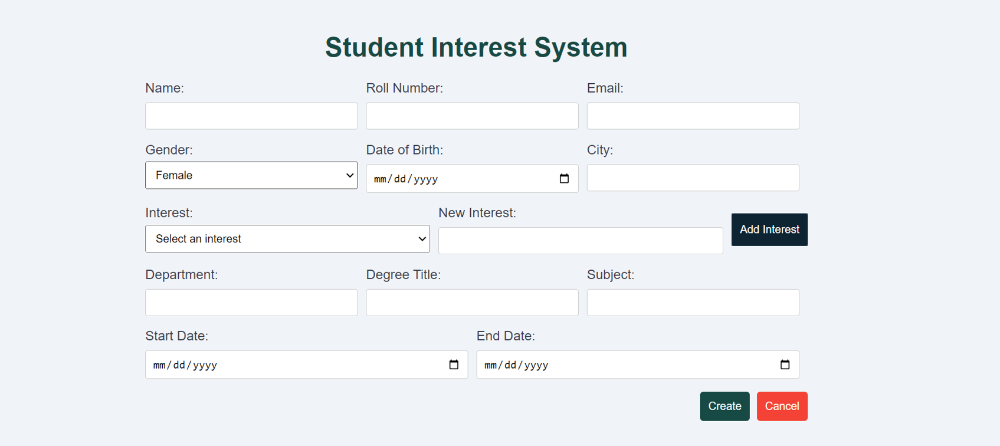 Student Interest System
Name: Roll Number: Email:
Gender: Date of Birth: City:
Female mm/dd/yyyy
Interest: New Interest:
Select an interest Add Interest
Department: Degree Title: Subject:
Start Date: End Date:
mm/dd/yyyy mm/dd/yyyy
Create Cancel